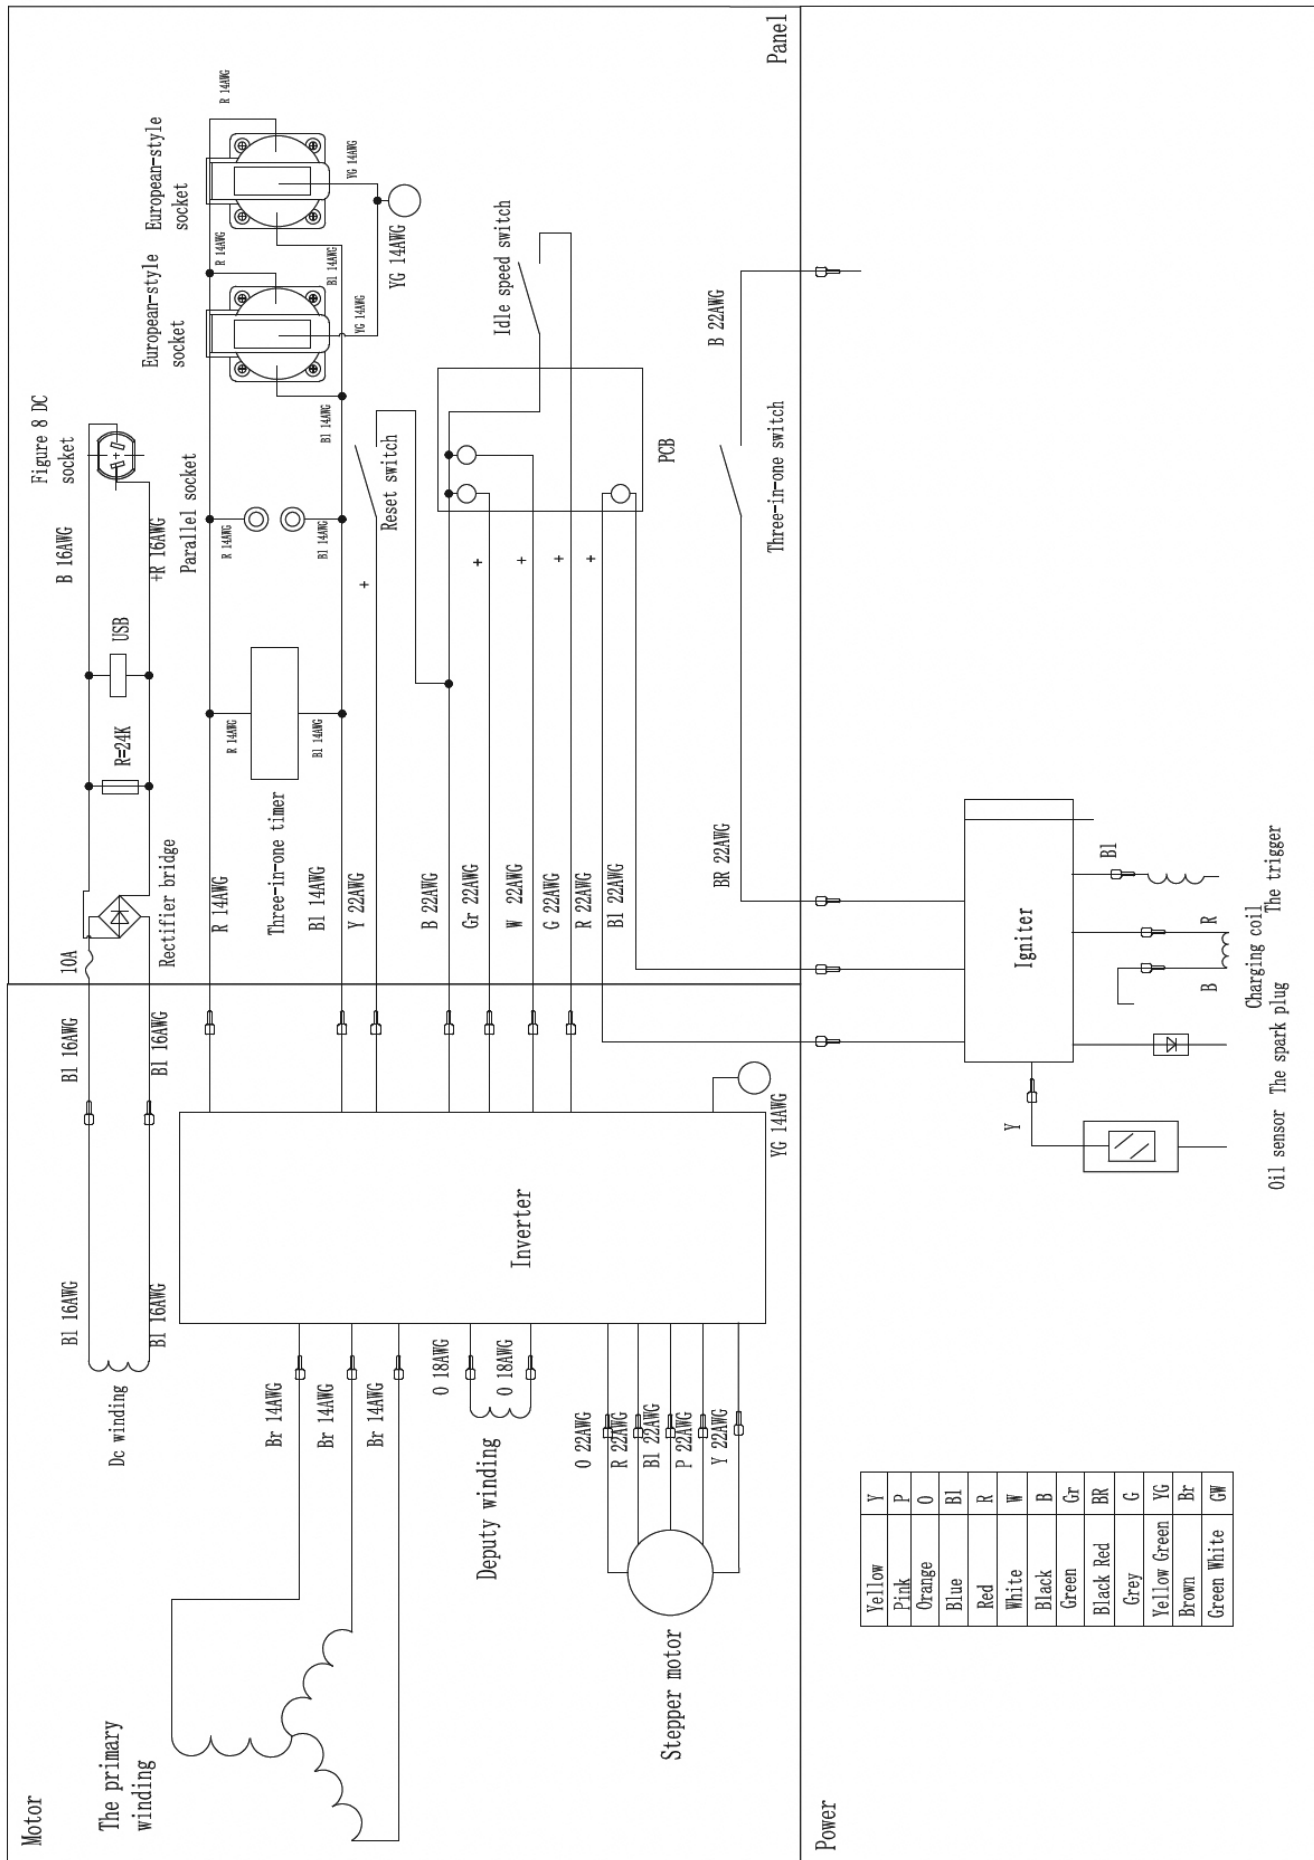 Motor
The primary
winding
Dc winding
Bl 16AWG
Bl 16AWG
Bl 16AWG
Bl 16AWG
10A
Rectifier bridge
R=24K
USB
B 16AWG
+R 16AWG
Figure 8 DC
socket
Parallel socket
R 14AWG
Bl 14AWG
European-style
socket
European-style
socket
R 14AWG
R 14AWG
Bl 14AWG
Bl 14AWG
YG 14AWG
YG 14AWG
YG 14AWG
Panel
R 14AWG
Three-in-one timer
R 14AWG
Bl 14AWG
Bl 14AWG
Y 22AWG
+
Reset switch
B 22AWG
Gr 22AWG
+
W 22AWG
+
G 22AWG
+
R 22AWG
+
Bl 22AWG
Idle speed switch
PCB
BR 22AWG
Three-in-one switch
B 22AWG
Br 14AWG
Br 14AWG
Br 14AWG
O 18AWG
O 18AWG
Deputy winding
Inverter
YG 14AWG
O 22AWG
R 22AWG
Bl 22AWG
P 22AWG
Y 22AWG
Stepper motor
Power
Yellow Y
Pink P
Orange O
Blue Bl
Red R
White W
Black B
Green Gr
Black Red BR
Grey G
Yellow Green YG
Brown Br
Green White GW
Igniter
Y
B
R
Bl
Oil sensor
The spark plug
Charging coil
The trigger